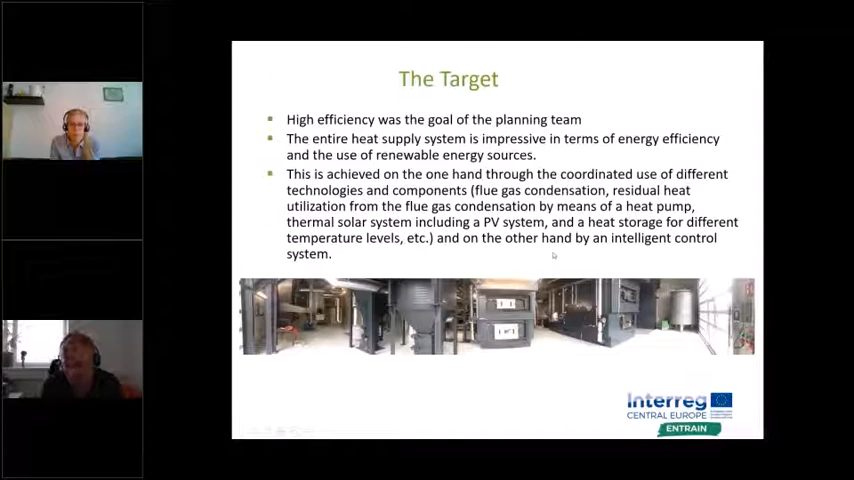 The Target
High efficiency was the goal of the planning team
The entire heat supply system is impressive in terms of energy efficiency
and the use of renewable energy sources.
This is achieved on the one hand through the coordinated use of different
technologies and components (flue gas condensation, residual heat
utilization from the flue gas condensation by means of a heat pump,
thermal solar system including a PV system, and a heat storage for different
temperature levels, etc.) and on the other hand by an intelligent control
system.
Interreg
CENTRAL EUROPE
ENTRAIN